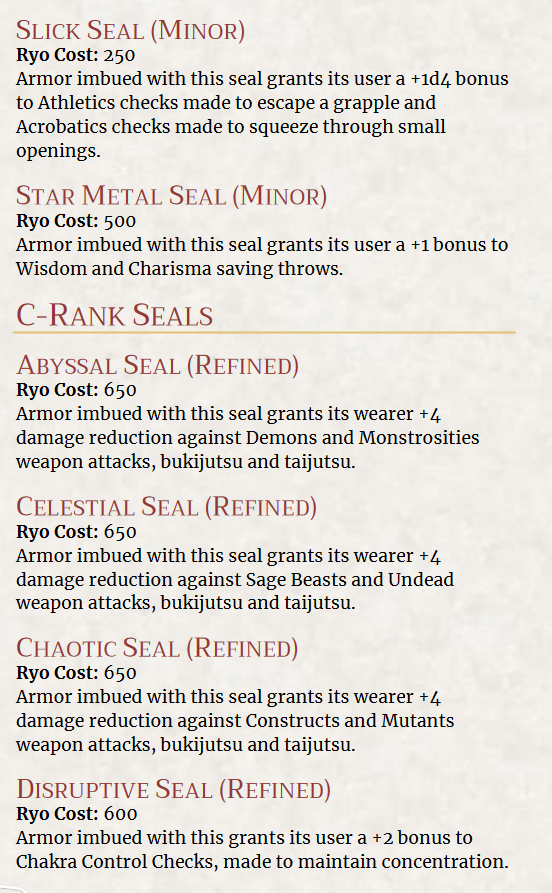 Slick Seal (Minor)
Ryo Cost: 250
Armor imbued with this seal grants its user a +1d4 bonus
to Athletics checks made to escape a grapple and
Acrobatics checks made to squeeze through small
openings.
Star Metal Seal (Minor)
Ryo Cost: 500
Armor imbued with this seal grants its user a +1 bonus to
Wisdom and Charisma saving throws.
C-Rank Seals
Abyssal Seal (Refined)
Ryo Cost: 650
Armor imbued with this seal grants its wearer +4
damage reduction against Demons and Monstrosities
weapon attacks, bukijutsu and taijutsu.
Celestial Seal (Refined)
Ryo Cost: 650
Armor imbued with this seal grants its wearer +4
damage reduction against Sage Beasts and Undead
weapon attacks, bukijutsu and taijutsu.
Chaotic Seal (Refined)
Ryo Cost: 650
Armor imbued with this seal grants its wearer +4
damage reduction against Constructs and Mutants
weapon attacks, bukijutsu and taijutsu.
Disruptive Seal (Refined)
Ryo Cost: 600
Armor imbued with this grants its user a +2 bonus to
Chakra Control Checks, made to maintain concentration.